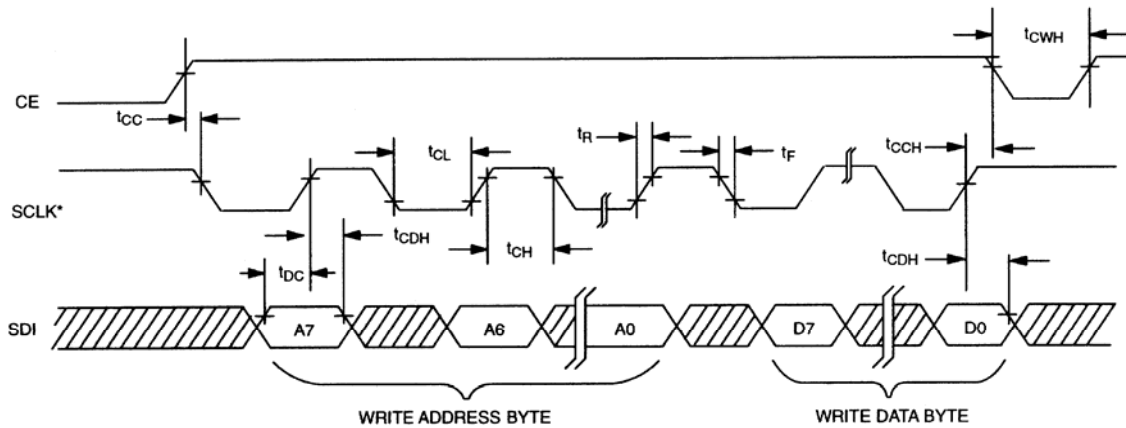 tCWH
CE
tCC
tCL
tR
tF
tCCH
SCLK*
tCDH
tCH
tCDH
tDC
SDI
A7
A6
A0
D7
D0
WRITE ADDRESS BYTE
WRITE DATA BYTE